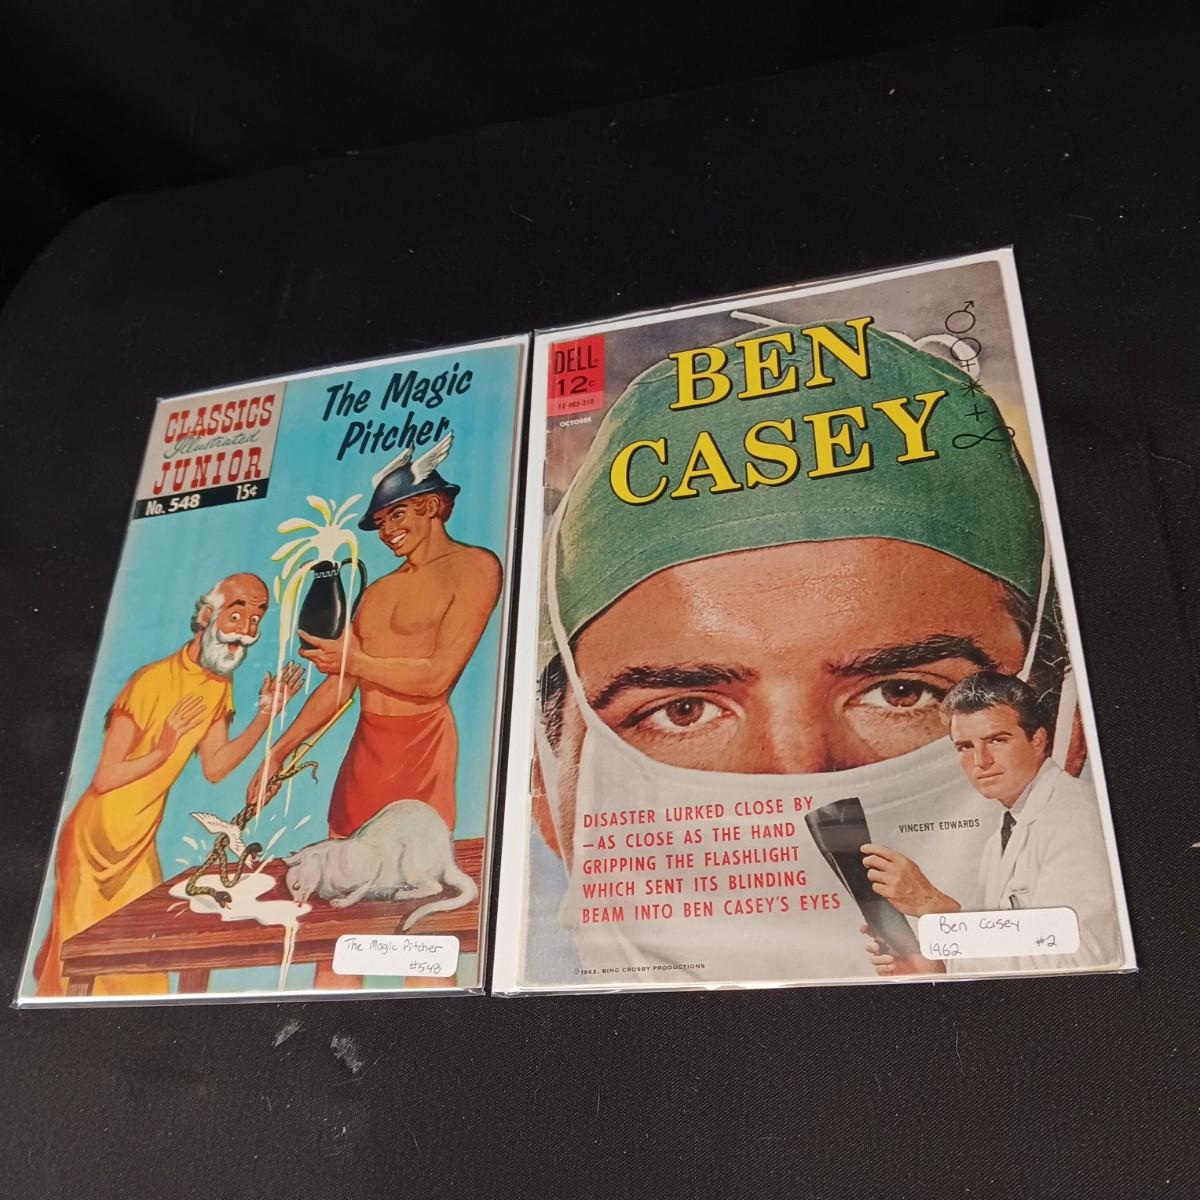 CLASSICS
Illustrated
JUNIOR
No. 548 15¢
The Magic
Pitcher
The Magic Pitcher
#548
DELL
12¢
OCTOBER
BEN
CASEY
DISASTER LURKED CLOSE BY
—AS CLOSE AS THE HAND
GRIPPING THE FLASHLIGHT
WHICH SENT ITS BLINDING
BEAM INTO BEN CASEY'S EYES
VINCENT EDWARDS
©1962, BING CROSBY PRODUCTIONS
Ben Casey
1962 #2